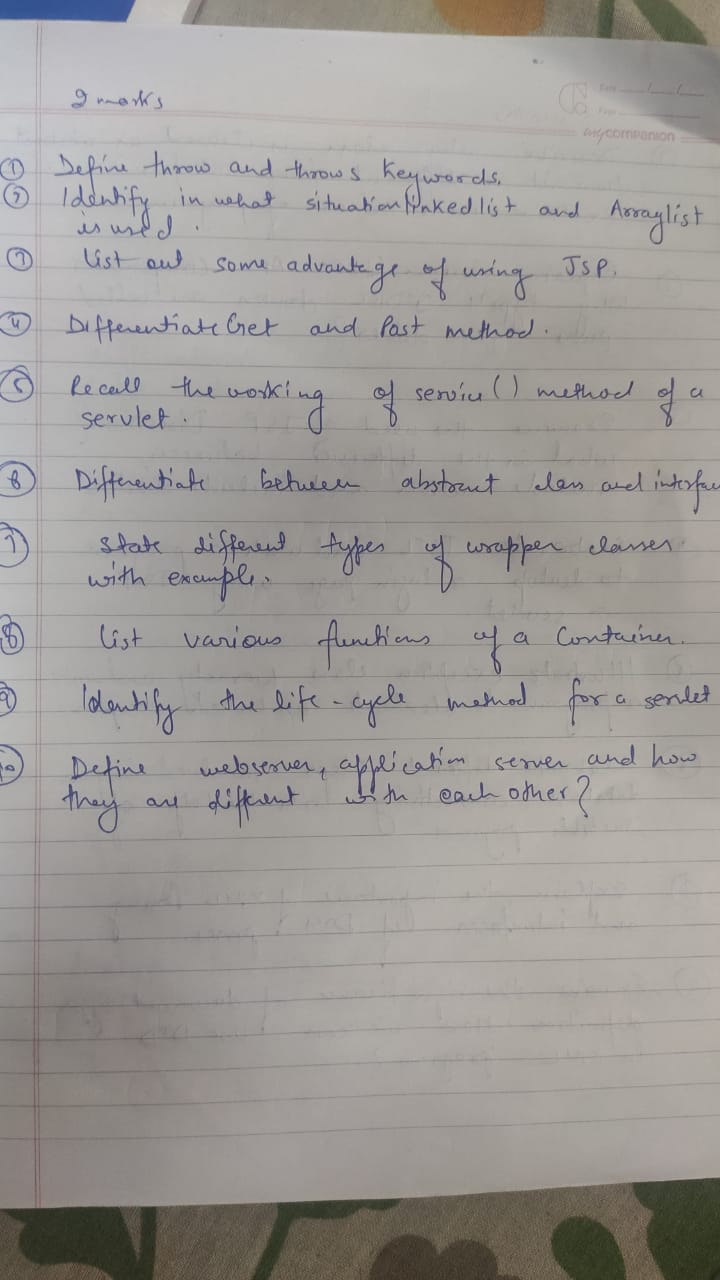 2 marks
mycompanion
① Define throw and throws Keywords.
② Identify in what situation linkedlist and Arraylist
is used.
③ List out some advantage of using JSP.
④ Differentiate Get and Post method.
⑤ Recall the working of service() method of a
servlet.
⑥ Differentiate between abstract class and interfac
⑦ State different types of wrapper classes
with example.
⑧ List various functions of a Container.
⑨ Identify the life-cycle method for a servlet
⑩ Define webserver, application server and how
they are different with each other?